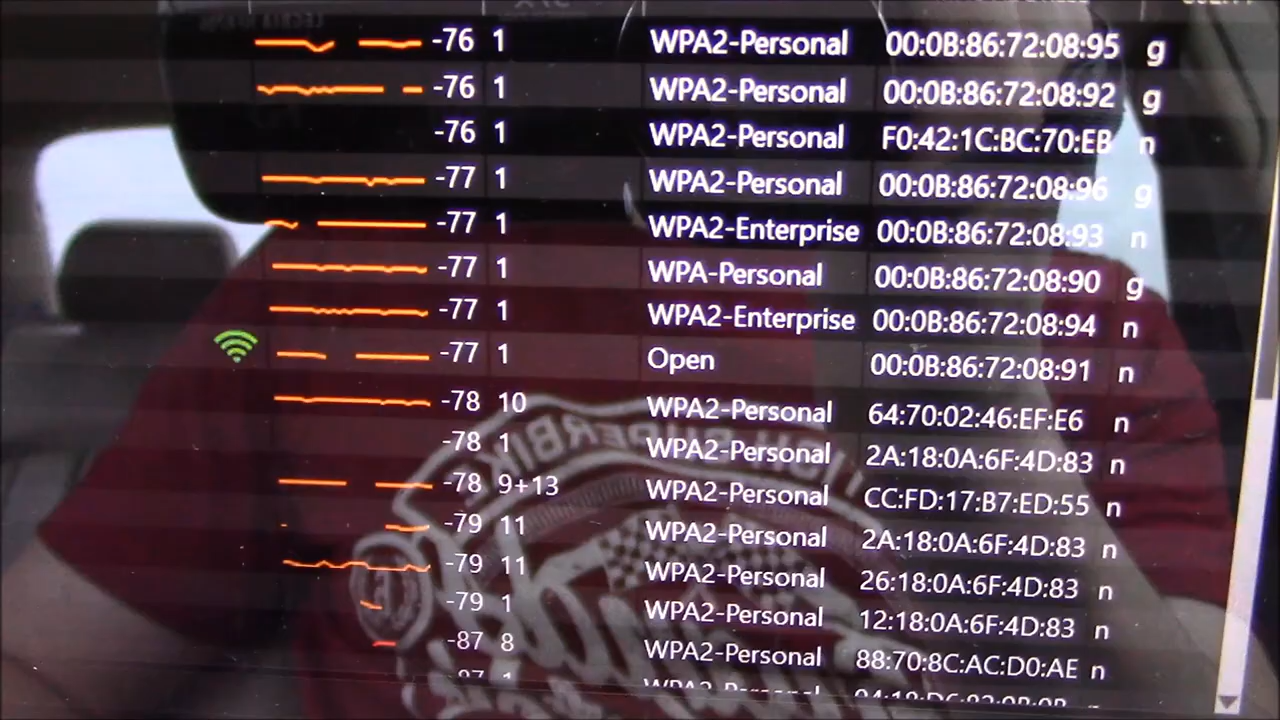 -76 1 WPA2-Personal 00:0B:86:72:08:95 g
-76 1 WPA2-Personal 00:0B:86:72:08:92 g
-76 1 WPA2-Personal F0:42:1C:BC:70:EB n
-77 1 WPA2-Personal 00:0B:86:72:08:96 g
-77 1 WPA2-Enterprise 00:0B:86:72:08:93 n
-77 1 WPA-Personal 00:0B:86:72:08:90 g
-77 1 WPA2-Enterprise 00:0B:86:72:08:94 n
-77 1 Open 00:0B:86:72:08:91 n
-78 10 WPA2-Personal 64:70:02:46:EF:E6 n
-78 1 WPA2-Personal 2A:18:0A:6F:4D:83 n
-78 9+13 WPA2-Personal CC:FD:17:B7:ED:55 n
-79 11 WPA2-Personal 2A:18:0A:6F:4D:83 n
-79 11 WPA2-Personal 26:18:0A:6F:4D:83 n
-79 1 WPA2-Personal 12:18:0A:6F:4D:83 n
-87 8 WPA2-Personal 88:70:8C:AC:D0:AE n
-87 1 WPA2-Personal